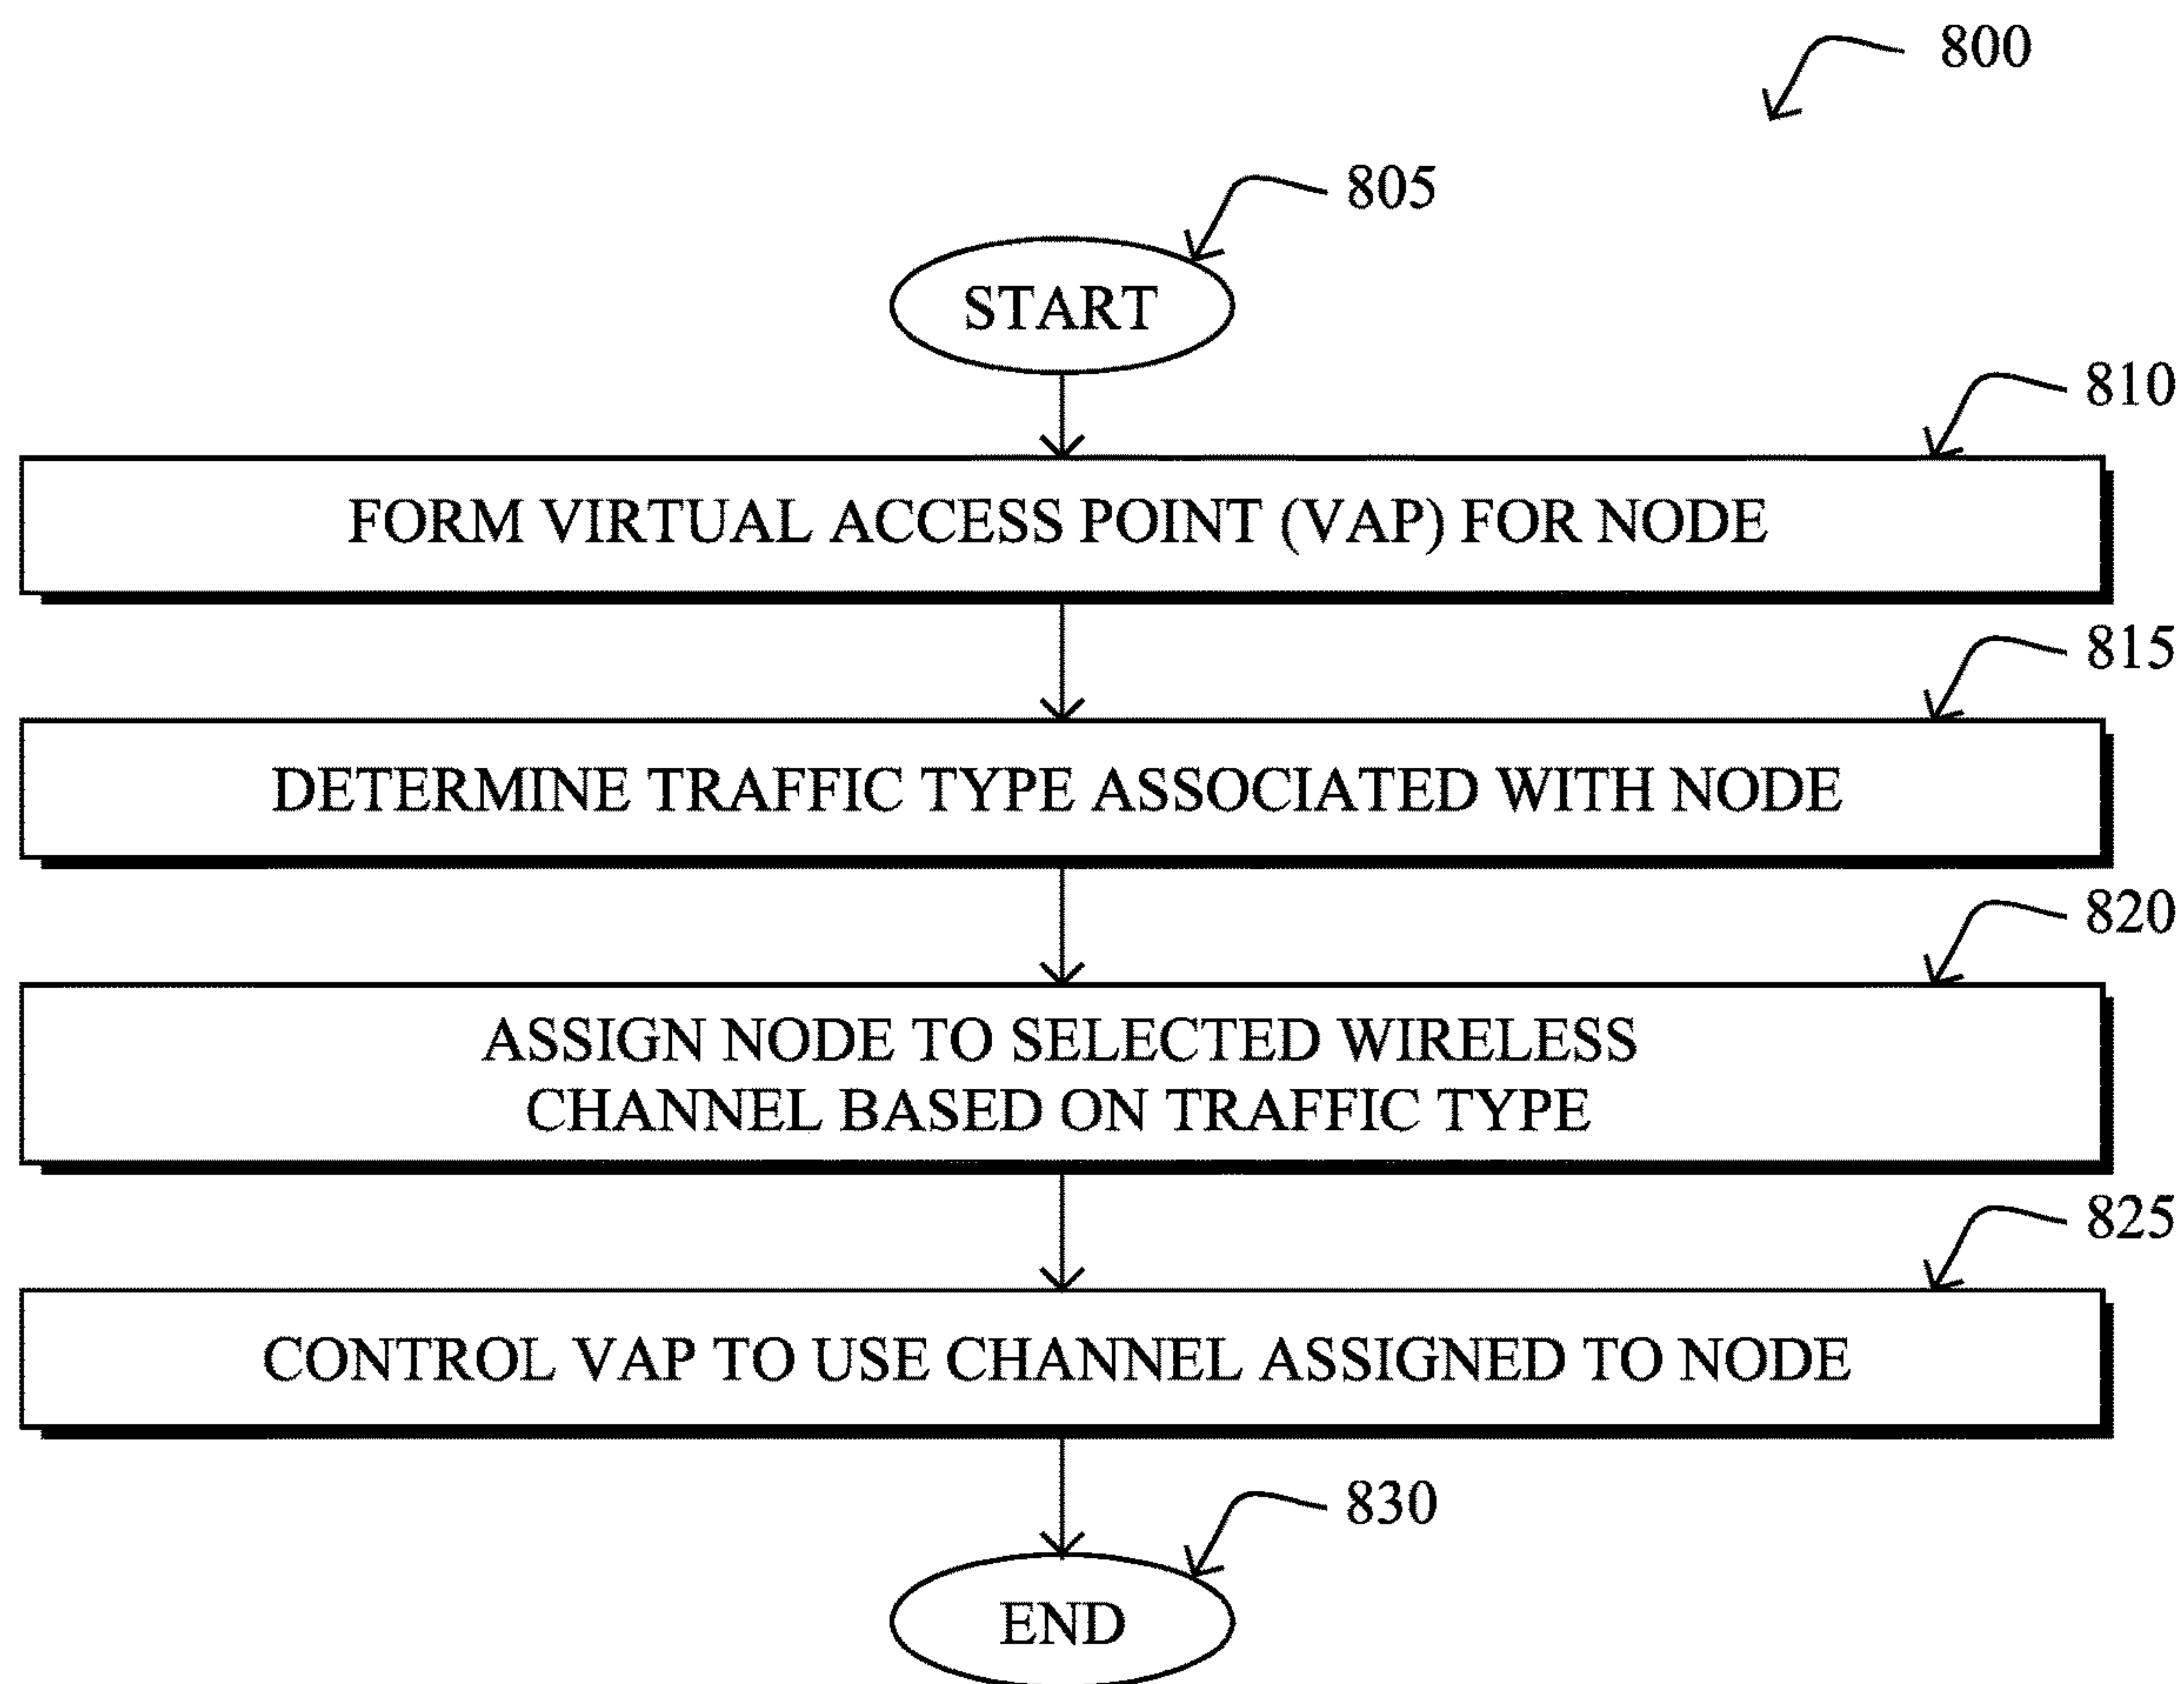 800
805
START
810
FORM VIRTUAL ACCESS POINT (VAP) FOR NODE
815
DETERMINE TRAFFIC TYPE ASSOCIATED WITH NODE
820
ASSIGN NODE TO SELECTED WIRELESS
CHANNEL BASED ON TRAFFIC TYPE
825
CONTROL VAP TO USE CHANNEL ASSIGNED TO NODE
830
END